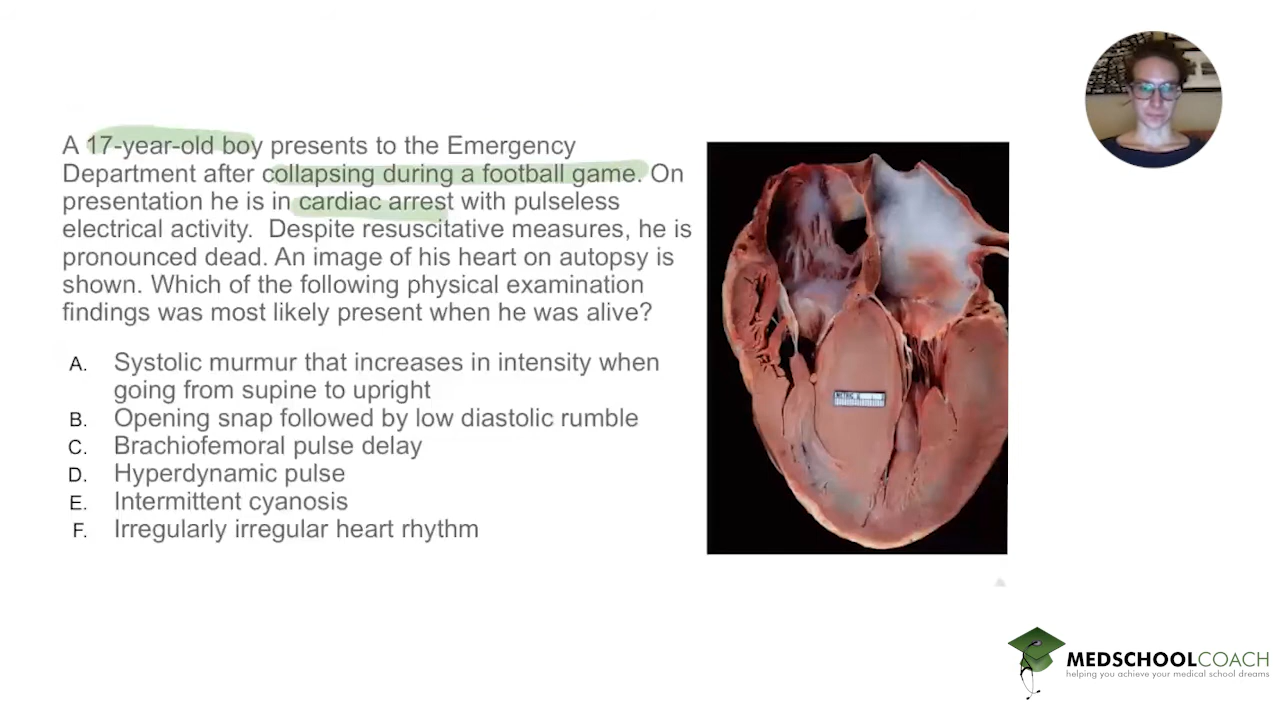 A 17-year-old boy presents to the Emergency
Department after collapsing during a football game. On
presentation he is in cardiac arrest with pulseless
electrical activity.  Despite resuscitative measures, he is
pronounced dead. An image of his heart on autopsy is
shown. Which of the following physical examination
findings was most likely present when he was alive?
A. Systolic murmur that increases in intensity when
going from supine to upright
B. Opening snap followed by low diastolic rumble
C. Brachiofemoral pulse delay
D. Hyperdynamic pulse
E. Intermittent cyanosis
F. Irregularly irregular heart rhythm
METRIC
MEDSCHOOLCOACH
helping you achieve your medical school dreams